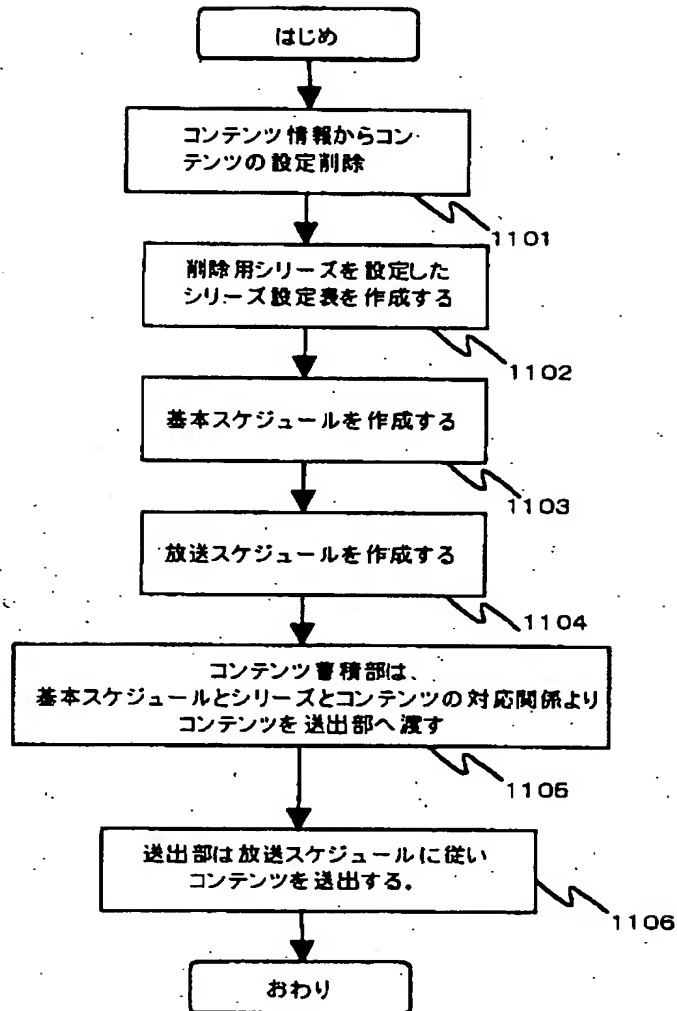 はじめ
コンテンツ情報からコン
テンツの設定削除
1101
削除用シリーズを設定した
シリーズ設定表を作成する
1102
基本スケジュールを作成する
1103
放送スケジュールを作成する
1104
コンテンツ蓄積部は、
基本スケジュールとシリーズとコンテンツの対応関係より
コンテンツを送出部へ渡す
1105
送出部は放送スケジュールに従い
コンテンツを送出する。
1106
おわり